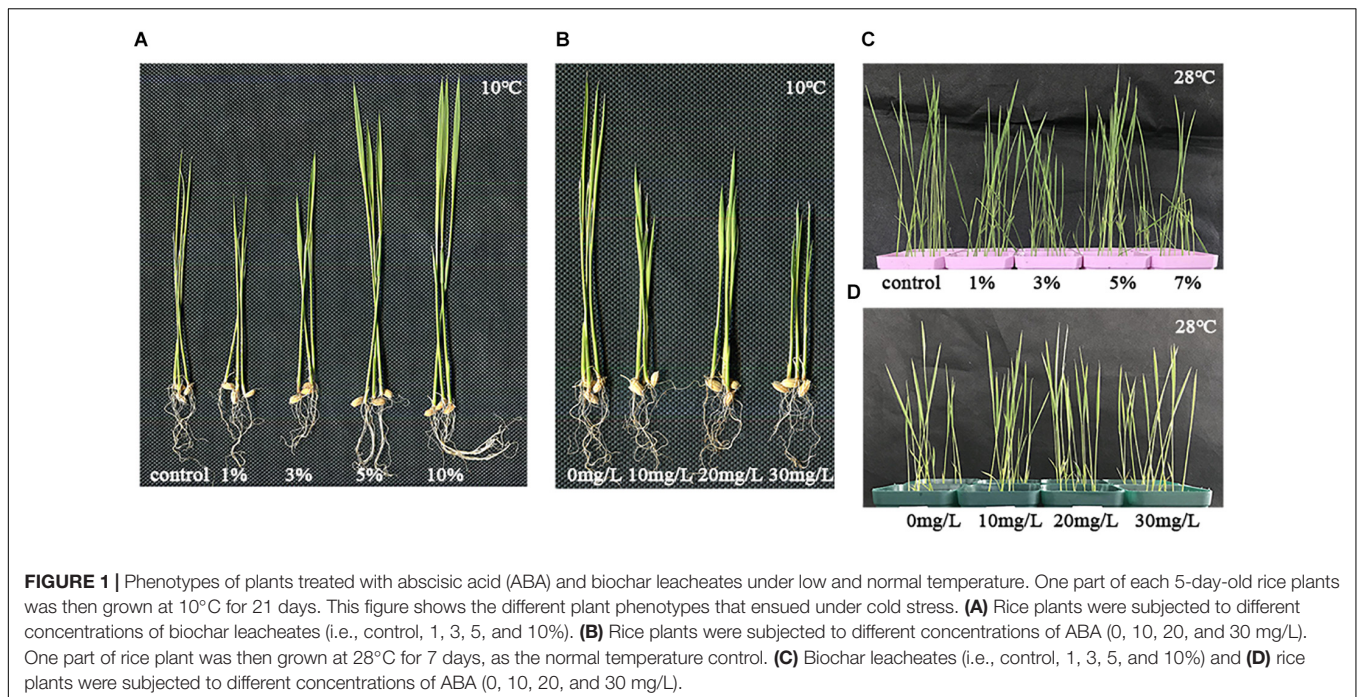 A
B
C
10°C
10°C
28°C
control 1% 3% 5% 10%
0mg/L 10mg/L 20mg/L 30mg/L
control 1% 3% 5% 7%
D
28°C
0mg/L 10mg/L 20mg/L 30mg/L
FIGURE 1 | Phenotypes of plants treated with abscisic acid (ABA) and biochar leacheates under low and normal temperature. One part of each 5-day-old rice plants
was then grown at 10°C for 21 days. This figure shows the different plant phenotypes that ensued under cold stress. (A) Rice plants were subjected to different
concentrations of biochar leacheates (i.e., control, 1, 3, 5, and 10%). (B) Rice plants were subjected to different concentrations of ABA (0, 10, 20, and 30 mg/L).
One part of rice plant was then grown at 28°C for 7 days, as the normal temperature control. (C) Biochar leacheates (i.e., control, 1, 3, 5, and 10%) and (D) rice
plants were subjected to different concentrations of ABA (0, 10, 20, and 30 mg/L).